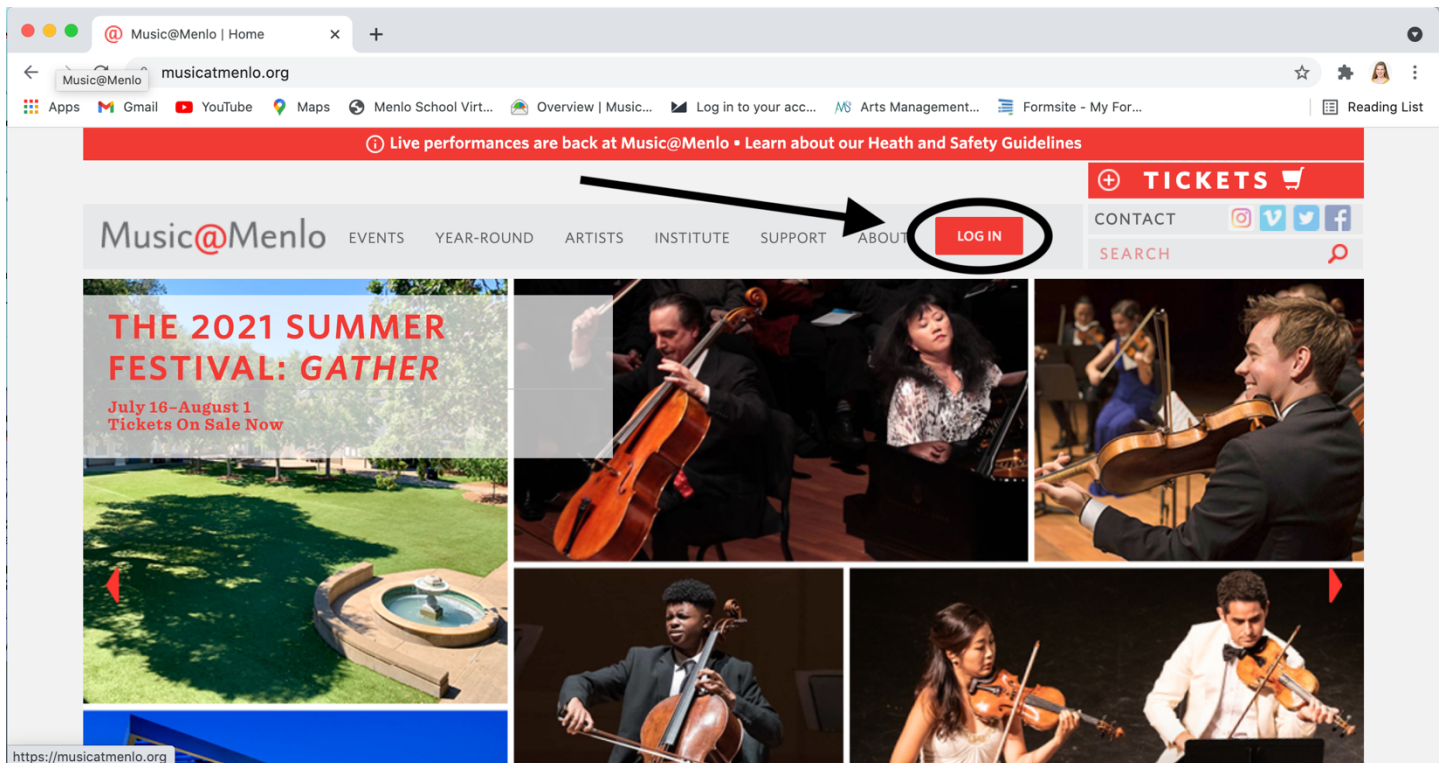 @ Music@Menlo | Home
Music@Menlo
musicatmenlo.org
Apps Gmail YouTube Maps Menlo School Virt... Overview | Music... Log in to your acc... Arts Management... Formsite - My For... Reading List
Live performances are back at Music@Menlo • Learn about our Heath and Safety Guidelines
TICKETS
Music@Menlo EVENTS YEAR-ROUND ARTISTS INSTITUTE SUPPORT ABOUT LOG IN
CONTACT
SEARCH
THE 2021 SUMMER
FESTIVAL: GATHER
July 16–August 1
Tickets On Sale Now
https://musicatmenlo.org